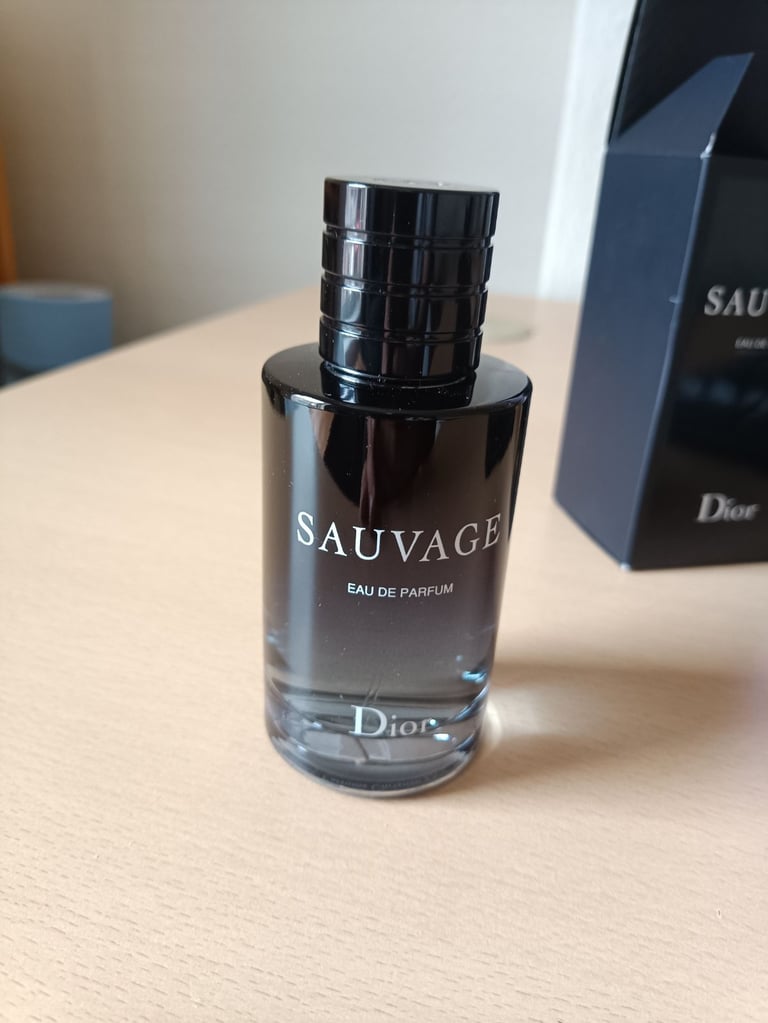 SAUVAGE
EAU DE PARFUM
Dior
SAU
EAU DE
Dior